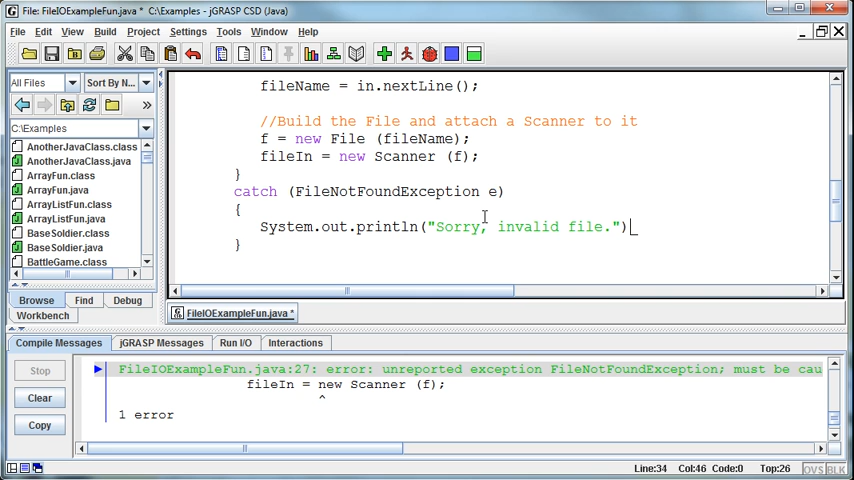 File: FileIOExampleFun.java * C:\Examples - jGRASP CSD (Java)
File Edit View Build Project Settings Tools Window Help
All Files Sort By N...
C:\Examples
AnotherJavaClass.class
AnotherJavaClass.java
ArrayFun.class
ArrayFun.java
ArrayListFun.class
ArrayListFun.java
BaseSoldier.class
BaseSoldier.java
BattleGame.class
Browse Find Debug
Workbench
fileName = in.nextLine();
//Build the File and attach a Scanner to it
f = new File (fileName);
fileIn = new Scanner (f);
}
catch (FileNotFoundException e)
{
System.out.println("Sorry, invalid file.")
}
FileIOExampleFun.java *
Compile Messages jGRASP Messages Run I/O Interactions
Stop
Clear
Copy
FileIOExampleFun.java:27: error: unreported exception FileNotFoundException; must be cau
fileIn = new Scanner (f);
^
1 error
Line:34 Col:46 Code:0 Top:26 OVS BLK